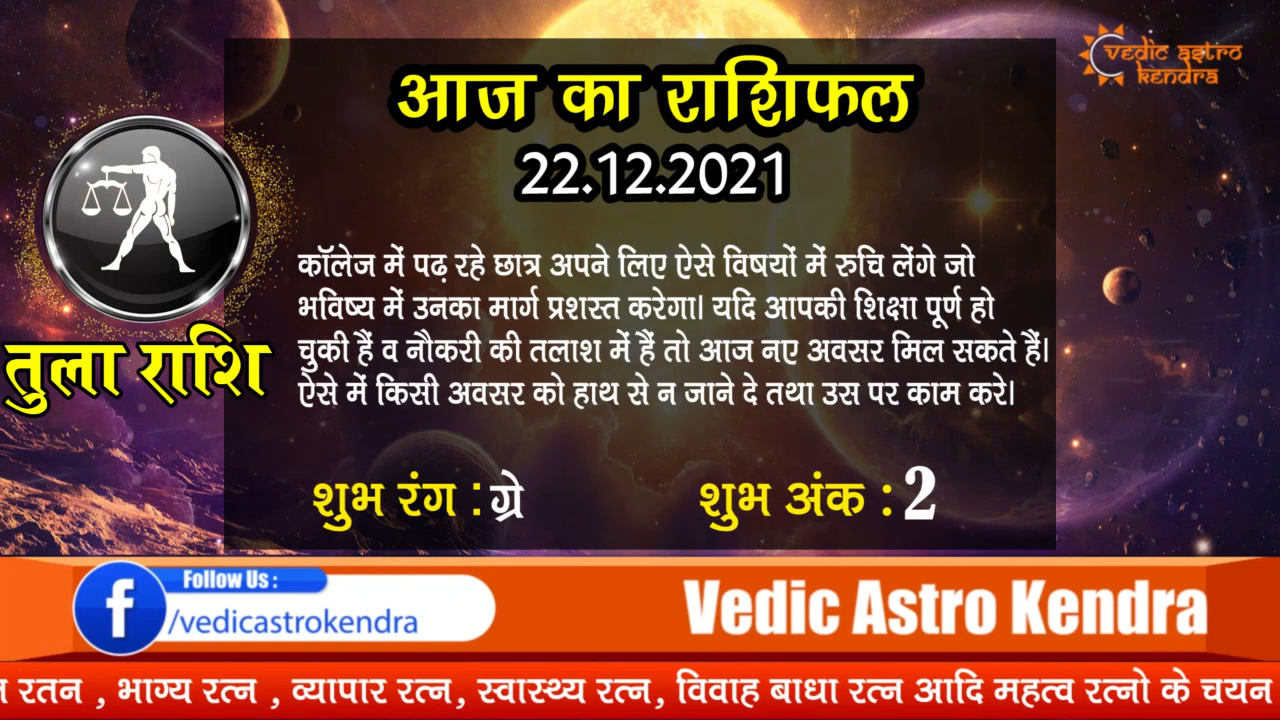 vedic astro
kendra
आज का राशिफल
22.12.2021
तुला राशि
कॉलेज में पढ़ रहे छात्र अपने लिए ऐसे विषयों में रुचि लेंगे जो
भविष्य में उनका मार्ग प्रशस्त करेगा। यदि आपकी शिक्षा पूर्ण हो
चुकी हैं व नौकरी की तलाश में हैं तो आज नए अवसर मिल सकते हैं।
ऐसे में किसी अवसर को हाथ से न जाने दे तथा उस पर काम करे।
शुभ रंग : ग्रे
शुभ अंक : 2
Follow Us :
f /vedicastrokendra
Vedic Astro Kendra
रतन , भाग्य रत्न , व्यापार रत्न, स्वास्थ्य रत्न, विवाह बाधा रत्न आदि महत्व रत्नो के चयन